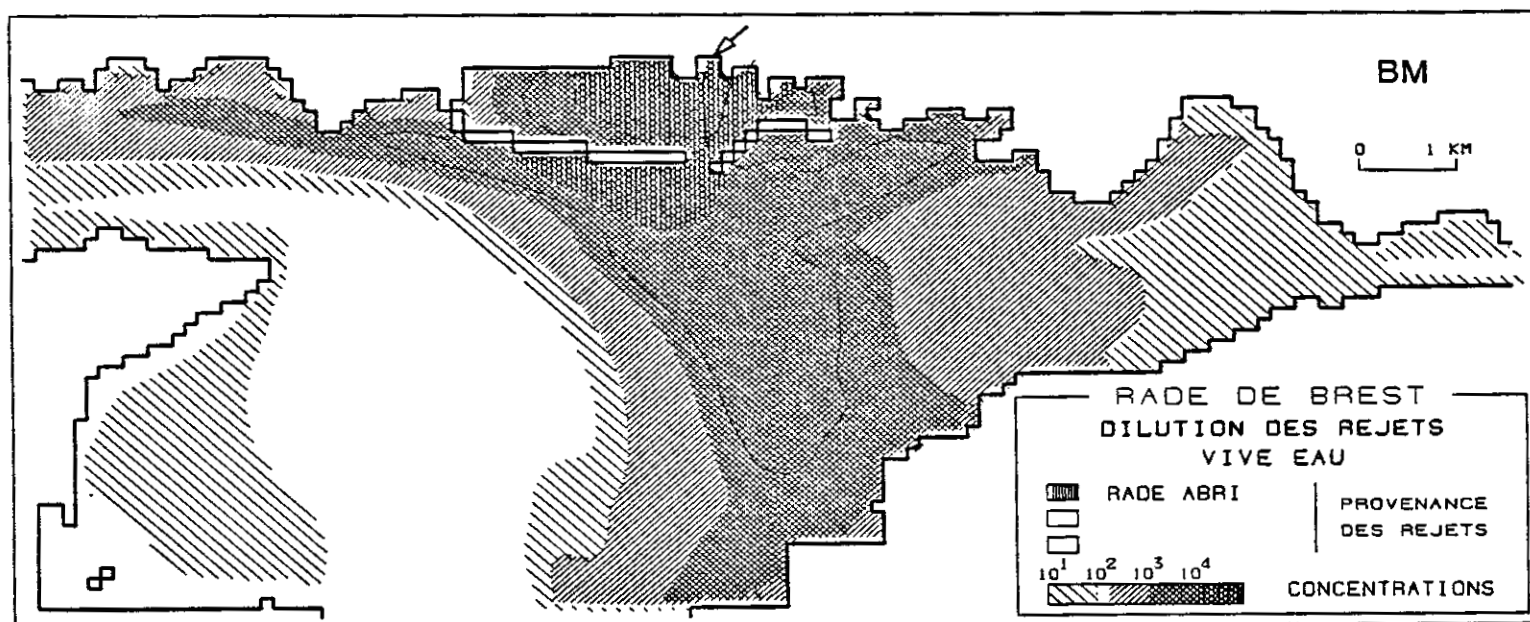 BM
0 1 KM
RADE DE BREST
DILUTION DES REJETS
VIVE EAU
RADE ABRI
PROVENANCE
DES REJETS
10¹ 10² 10³ 10⁴
CONCENTRATIONS